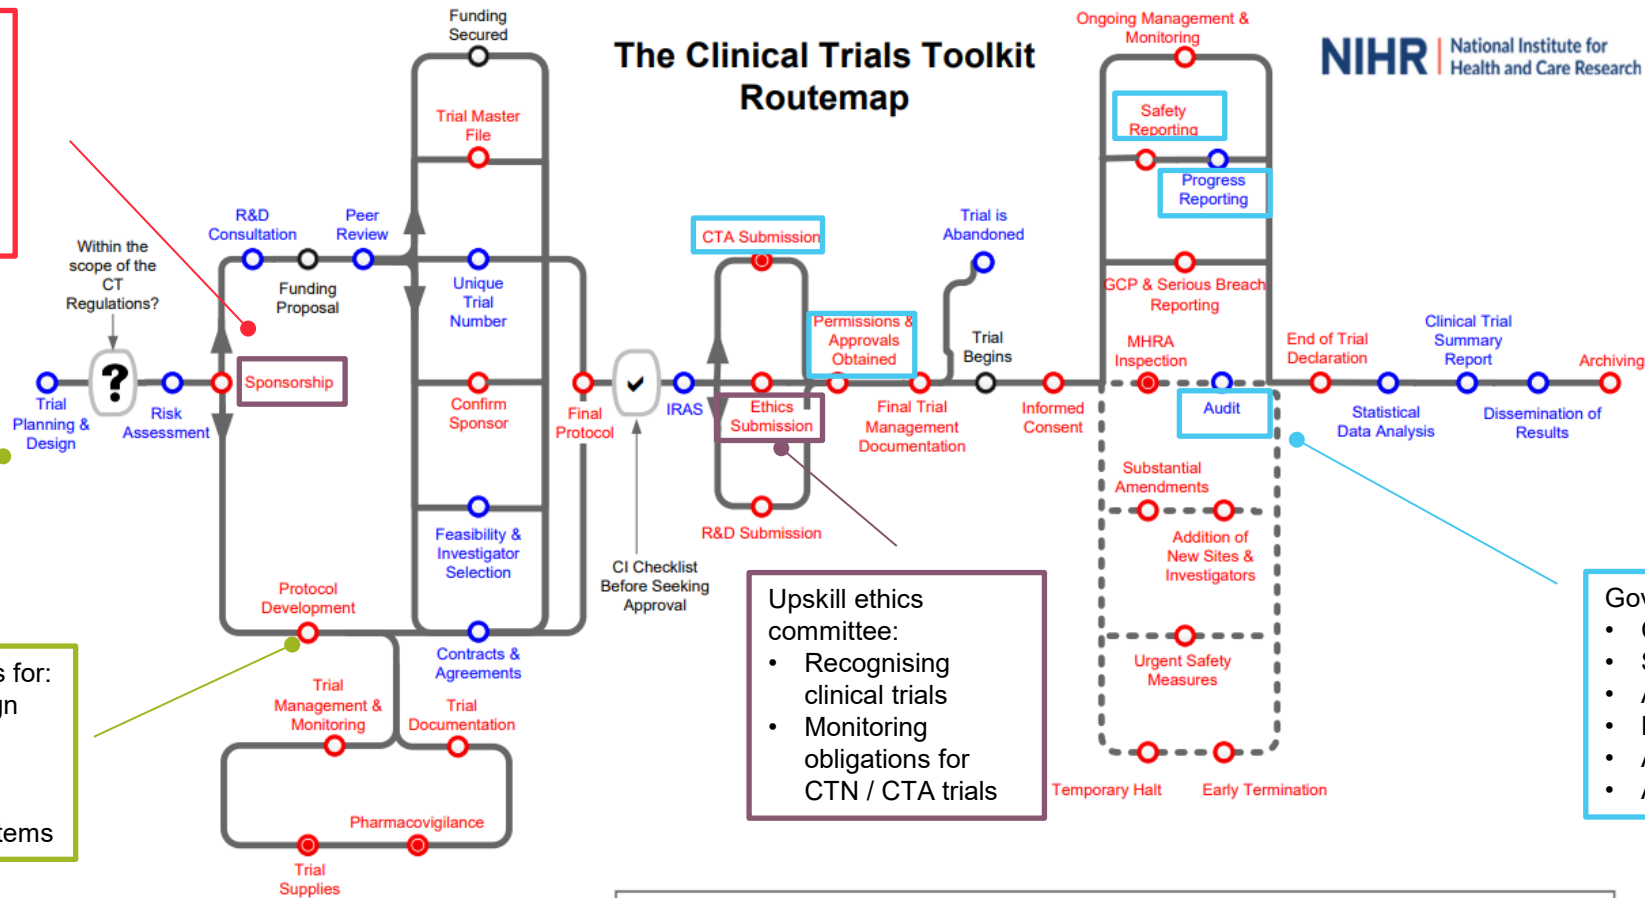 The Clinical Trials Toolkit
Routemap
NIHR
National Institute for
Health and Care Research
Funding
Secured
Trial Master
File
R&D
Consultation
Peer
Review
Within the
scope of the
CT
Regulations?
Funding
Proposal
Unique
Trial
Number
?
Trial
Planning &
Design
Risk
Assessment
Sponsorship
Confirm
Sponsor
Final
Protocol
Feasibility &
Investigator
Selection
Protocol
Development
Contracts &
Agreements
Trial
Management &
Monitoring
Trial
Documentation
Pharmacovigilance
Trial
Supplies
CI Checklist
Before Seeking
Approval
IRAS
CTA Submission
Ethics
Submission
R&D Submission
Permissions &
Approvals
Obtained
Final Trial
Management
Documentation
Trial is
Abandoned
Trial
Begins
Informed
Consent
Ongoing Management &
Monitoring
Safety
Reporting
Progress
Reporting
GCP & Serious Breach
Reporting
MHRA
Inspection
Audit
Substantial
Amendments
Addition of
New Sites &
Investigators
Urgent Safety
Measures
Temporary Halt
Early Termination
End of Trial
Declaration
Statistical
Data Analysis
Clinical Trial
Summary
Report
Dissemination of
Results
Archiving
Upskill ethics
committee:
• Recognising
clinical trials
• Monitoring
obligations for
CTN / CTA trials
for: